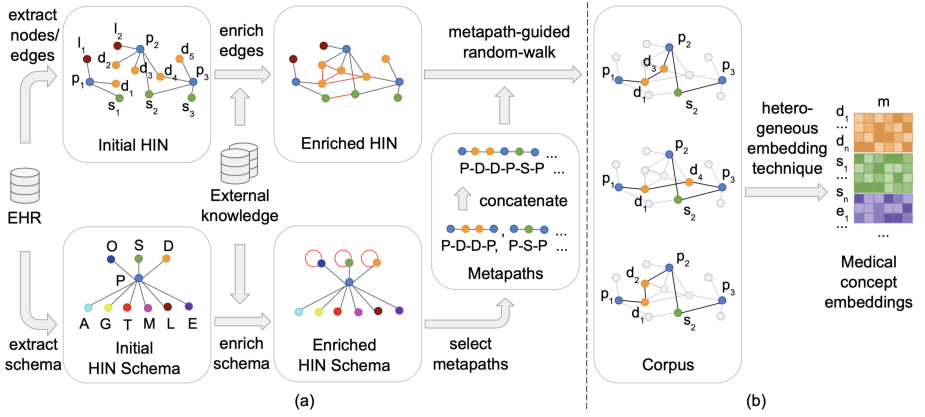 extract
nodes/
edges
l1
l2
p2
d5
d2
d3
d4
p3
p1
d1
s1
s2
s3
Initial HIN
enrich
edges
Enriched HIN
metapath-guided
random-walk
EHR
External
knowledge
P-D-D-P-S-P ...
concatenate
P-D-D-P, P-S-P ...
Metapaths
O S D
P
A G T M L E
Initial
HIN Schema
extract
schema
enrich
schema
Enriched
HIN Schema
select
metapaths
(a)
p2
d3
p1
p3
d1
s2
p2
p1
d4
p3
d1
s2
p2
d2
p1
p3
d1
s2
Corpus
hetero-
geneous
embedding
technique
m
d1
...
dn
s1
...
sn
e1
...
Medical
concept
embeddings
(b)